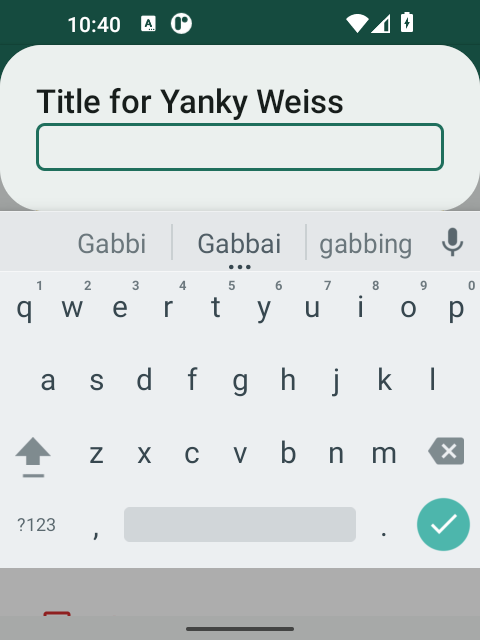 10:40
Title for Yanky Weiss
Gabbi Gabbai gabbing
1 2 3 4 5 6 7 8 9 0
q w e r t y u i o p
a s d f g h j k l
z x c v b n m
?123 , .